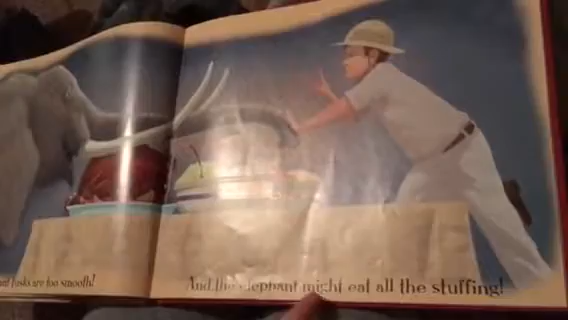 tusks are too smooth!
And the elephant might eat all the stuffing!